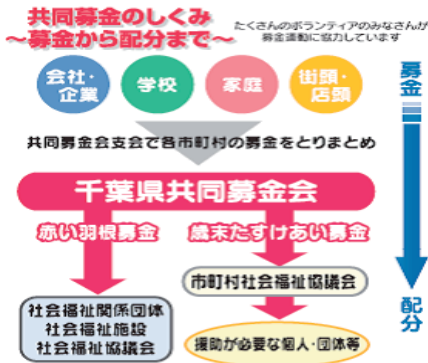 共同募金のしくみ
～募金から配分まで～
たくさんのボランティアのみなさんが
募金運動に協力しています
会社・
企業
学校
家庭
街頭・
店頭
募金
共同募金会支会で各市町村の募金をとりまとめ
千葉県共同募金会
赤い羽根募金
歳末たすけあい募金
市町村社会福祉協議会
社会福祉関係団体
社会福祉施設
社会福祉協議会
援助が必要な個人・団体等
配分